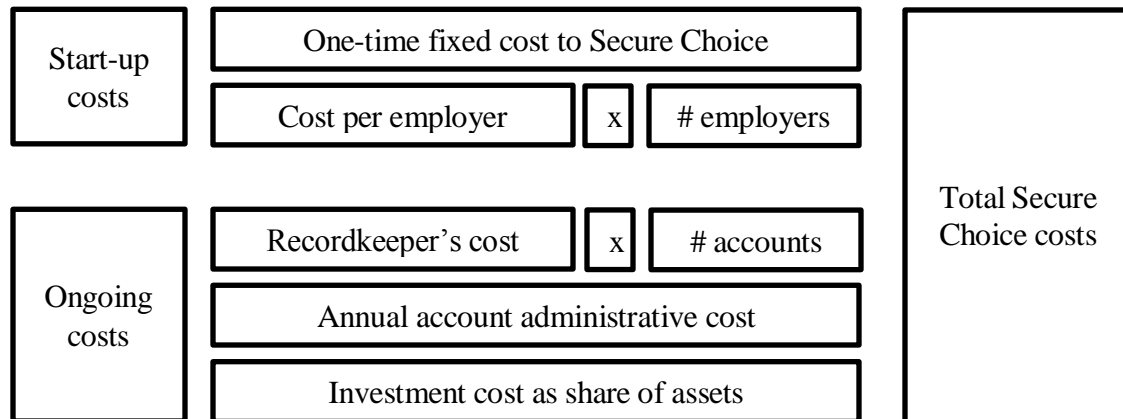 Start-up
costs
One-time fixed cost to Secure Choice
Cost per employer x # employers
Ongoing
costs
Recordkeeper's cost x # accounts
Annual account administrative cost
Investment cost as share of assets
Total Secure
Choice costs